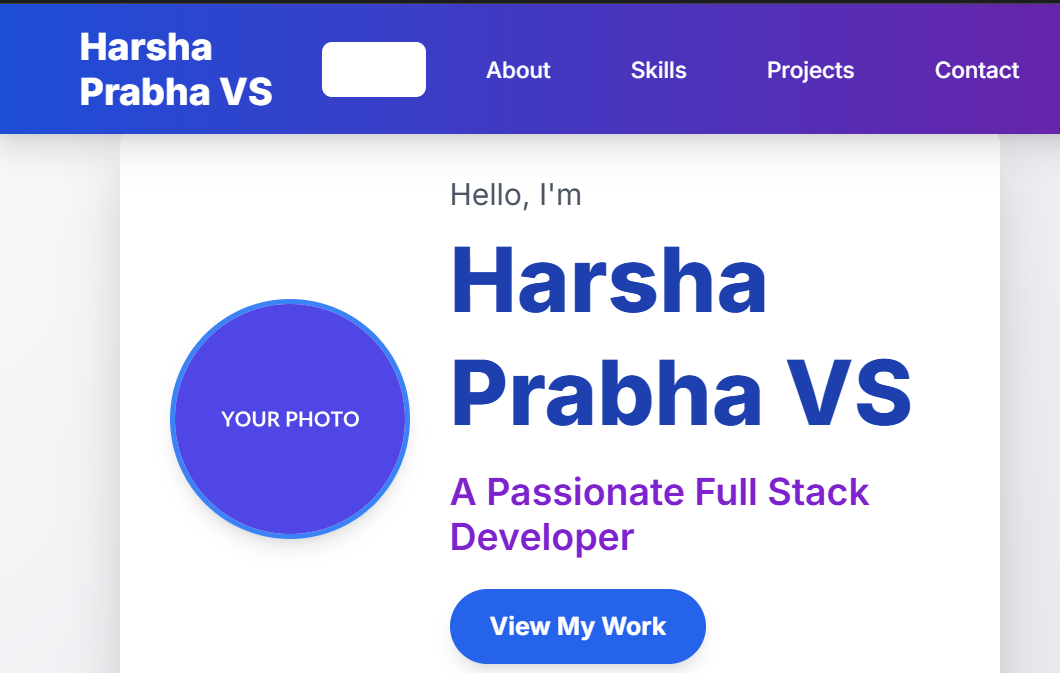 Harsha
Prabha VS
About
Skills
Projects
Contact
Hello, I'm
Harsha
Prabha VS
YOUR PHOTO
A Passionate Full Stack
Developer
View My Work